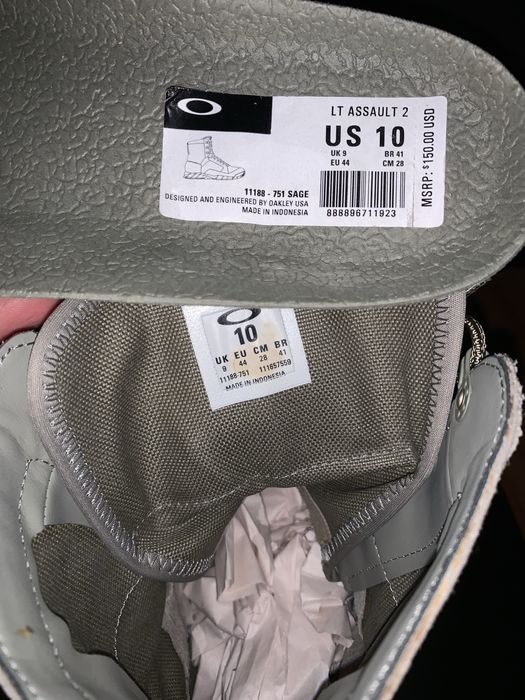 LT ASSAULT 2
US 10
UK 9 BR 41
EU 44 CM 28
11188 - 751 SAGE
DESIGNED AND ENGINEERED BY OAKLEY USA
MADE IN INDONESIA
888896711923
MSRP: $150.00 USD
10
UK EU CM BR
9 44 28 41
11188-751 111857559
MADE IN INDONESIA